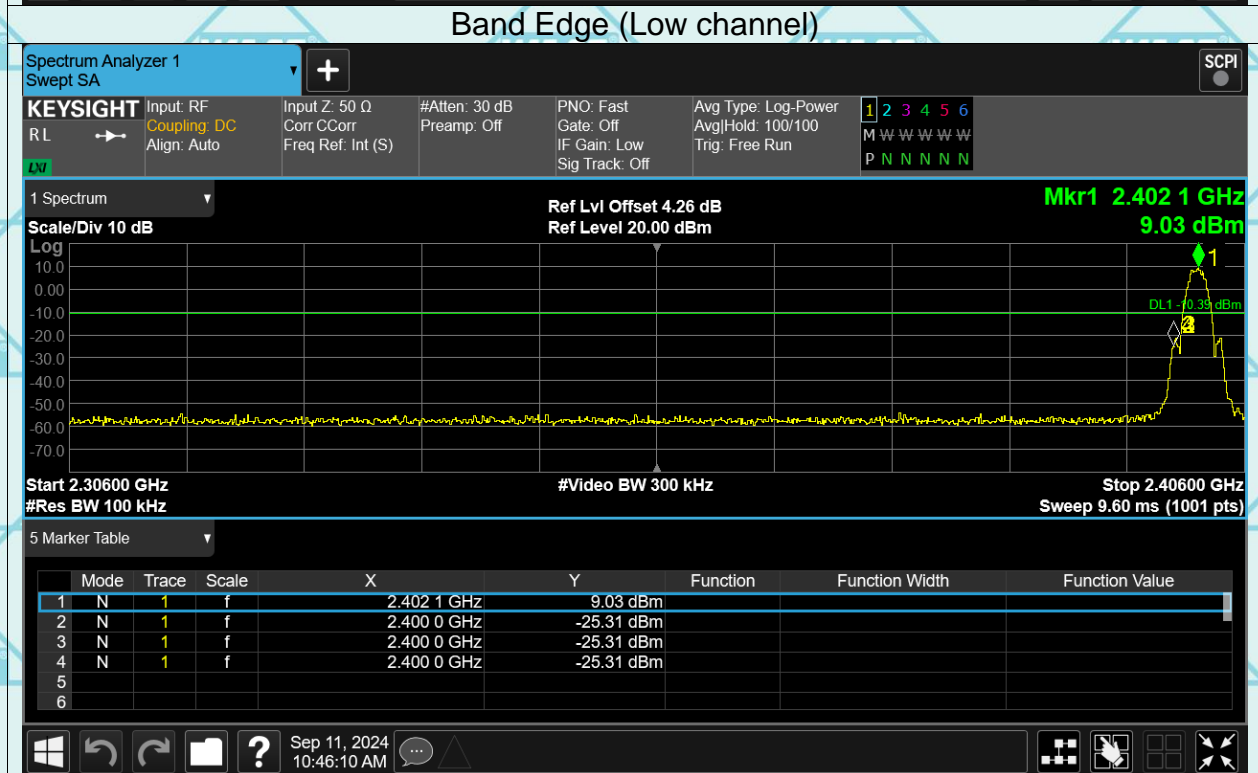 Band Edge (Low channel)
Spectrum Analyzer 1
Swept SA
+
SCPI
KEYSIGHT
RL
LXI
Input: RF
Coupling: DC
Align: Auto
Input Z: 50 Ω
Corr CCorr
Freq Ref: Int (S)
#Atten: 30 dB
Preamp: Off
PNO: Fast
Gate: Off
IF Gain: Low
Sig Track: Off
Avg Type: Log-Power
Avg|Hold: 100/100
Trig: Free Run
1 2 3 4 5 6
M W W W W W
P N N N N N
1 Spectrum
Scale/Div 10 dB
Ref Lvl Offset 4.26 dB
Ref Level 20.00 dBm
Mkr1 2.402 1 GHz
9.03 dBm
Log
10.0
0.00
-10.0
-20.0
-30.0
-40.0
-50.0
-60.0
-70.0
1
DL1 -10.39 dBm
Start 2.30600 GHz
#Res BW 100 kHz
#Video BW 300 kHz
Stop 2.40600 GHz
Sweep 9.60 ms (1001 pts)
5 Marker Table
Mode Trace Scale X Y Function Function Width Function Value
1 N 1 f 2.402 1 GHz 9.03 dBm
2 N 1 f 2.400 0 GHz -25.31 dBm
3 N 1 f 2.400 0 GHz -25.31 dBm
4 N 1 f 2.400 0 GHz -25.31 dBm
5
6
?
Sep 11, 2024
10:46:10 AM